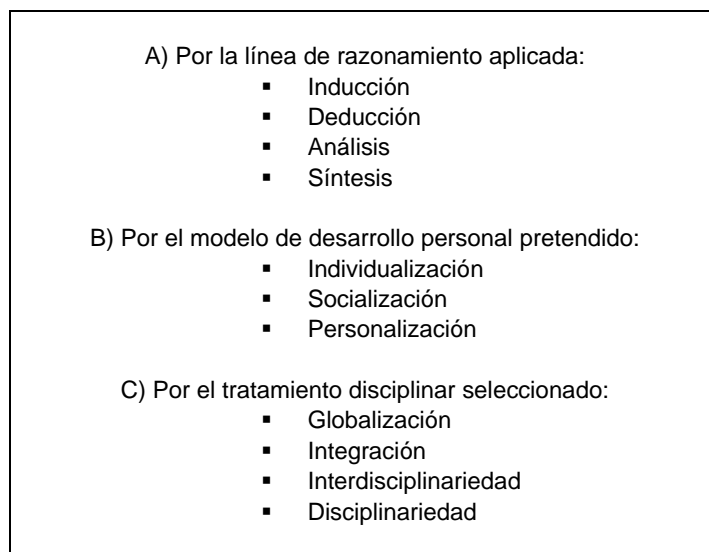 A) Por la línea de razonamiento aplicada:
▪ Inducción
▪ Deducción
▪ Análisis
▪ Síntesis
B) Por el modelo de desarrollo personal pretendido:
▪ Individualización
▪ Socialización
▪ Personalización
C) Por el tratamiento disciplinar seleccionado:
▪ Globalización
▪ Integración
▪ Interdisciplinariedad
▪ Disciplinariedad